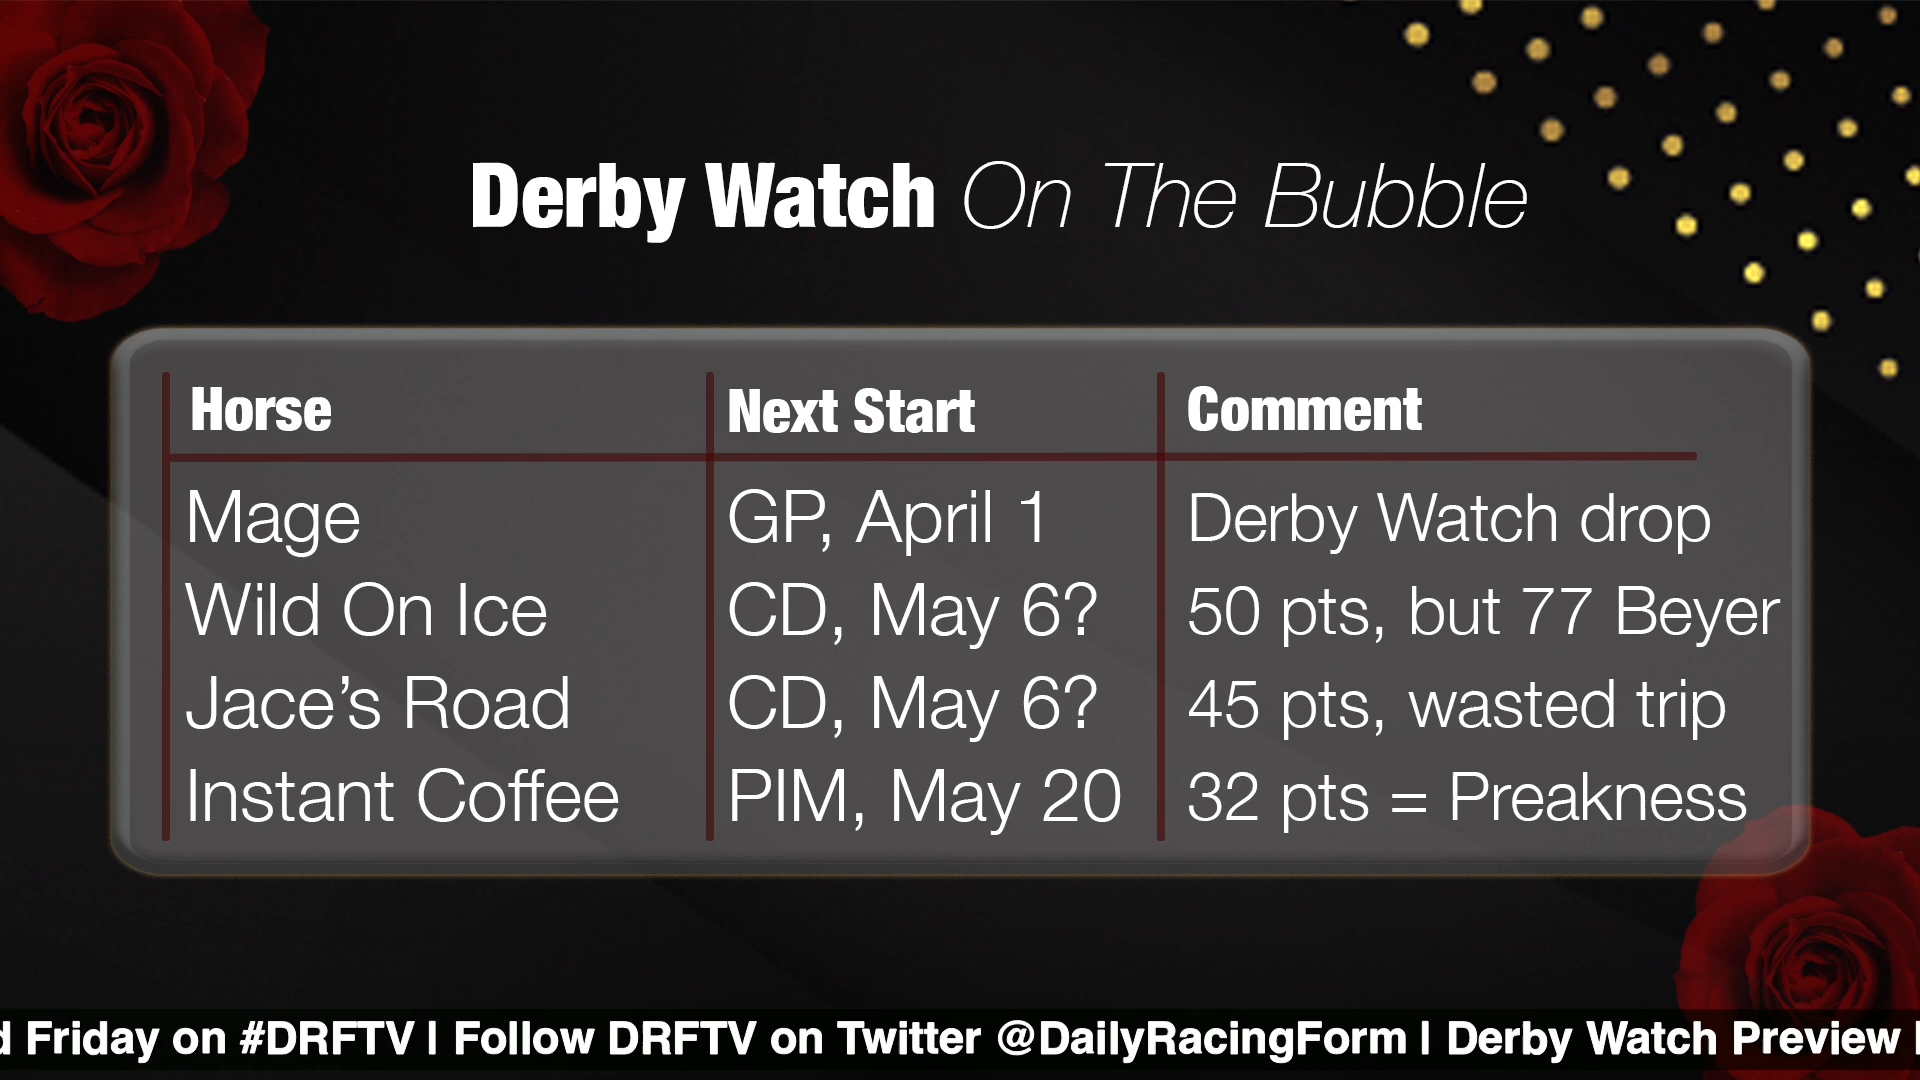 Derby Watch On The Bubble
Horse Next Start Comment
Mage GP, April 1 Derby Watch drop
Wild On Ice CD, May 6? 50 pts, but 77 Beyer
Jace’s Road CD, May 6? 45 pts, wasted trip
Instant Coffee PIM, May 20 32 pts = Preakness
d Friday on #DRFTV | Follow DRFTV on Twitter @DailyRacingForm | Derby Watch Preview |